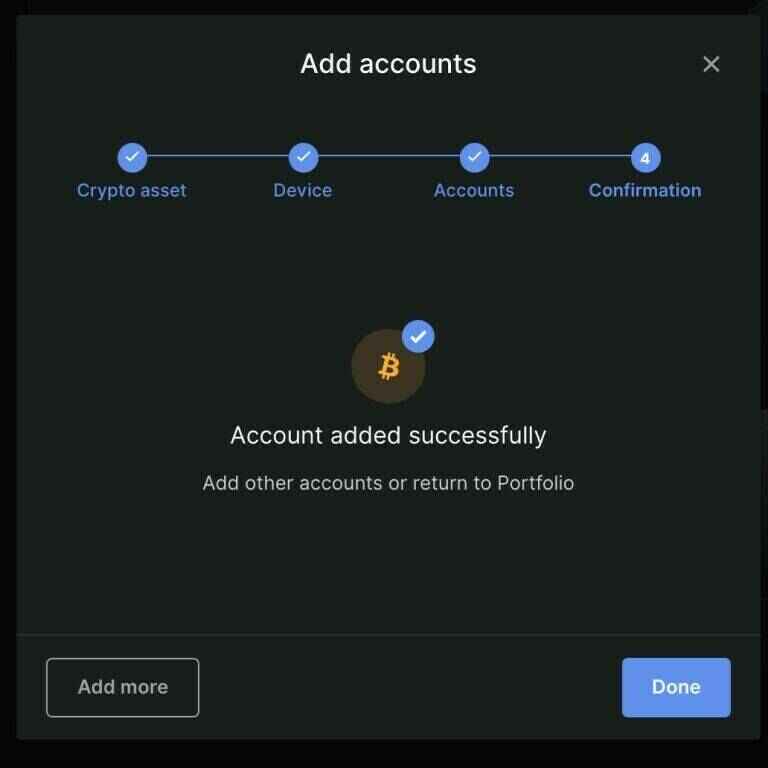 Add accounts
4
Crypto asset Device Accounts Confirmation
Account added successfully
Add other accounts or return to Portfolio
Add more Done